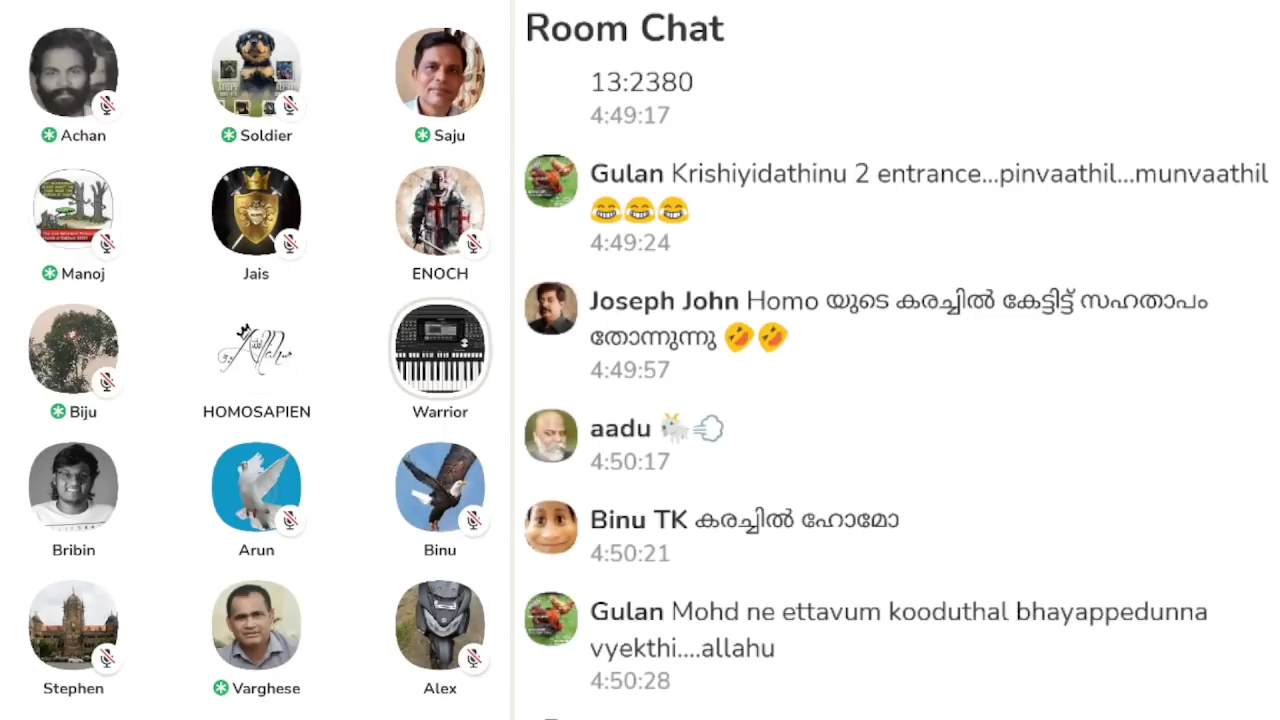 Achan
Soldier
Saju
Manoj
Jais
ENOCH
Biju
HOMOSAPIEN
Warrior
Bribin
Arun
Binu
Stephen
Varghese
Alex
Room Chat
13:2380
4:49:17
Gulan Krishiyidathinu 2 entrance...pinvaathil...munvaathil
😂😂😂
4:49:24
Joseph John Homo യുടെ കരച്ചിൽ കേട്ടിട്ട് സഹതാപം
തോന്നുന്നു 🤣🤣
4:49:57
aadu 🐐💨
4:50:17
Binu TK കരച്ചിൽ ഹോമോ
4:50:21
Gulan Mohd ne ettavum kooduthal bhayappedunna
vyekthi....allahu
4:50:28